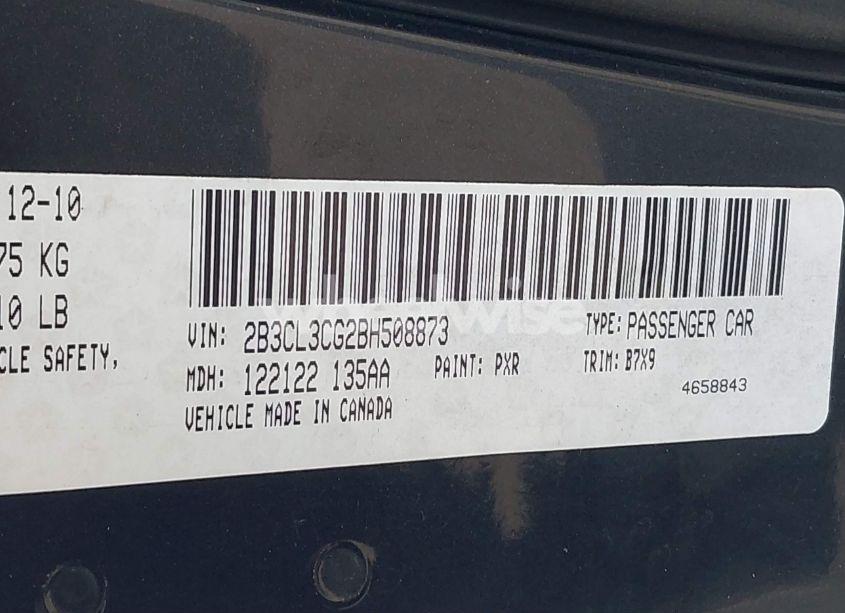 12-10
75 KG
10 LB
CLE SAFETY,
wheelwise
VIN: 2B3CL3CG2BH508873
TYPE: PASSENGER CAR
MDH: 122122 135AA
PAINT: PXR
TRIM: B7X9
VEHICLE MADE IN CANADA
4658843